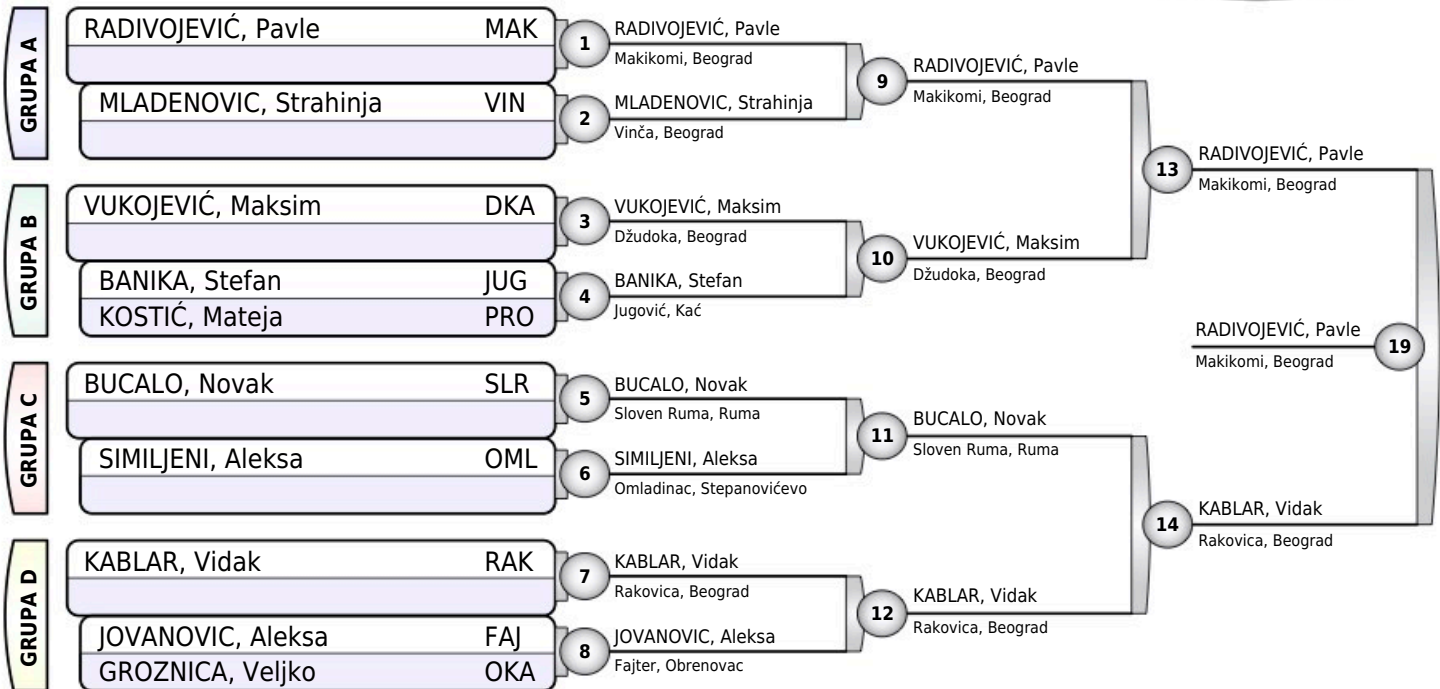 GRUPA A
RADIVOJEVIĆ, Pavle MAK
MLADENOVIC, Strahinja VIN
1
RADIVOJEVIĆ, Pavle
Makikomi, Beograd
2
MLADENOVIC, Strahinja
Vinča, Beograd
9
RADIVOJEVIĆ, Pavle
Makikomi, Beograd
GRUPA B
VUKOJEVIĆ, Maksim DKA
BANIKA, Stefan JUG
KOSTIĆ, Mateja PRO
3
VUKOJEVIĆ, Maksim
Džudoka, Beograd
4
BANIKA, Stefan
Jugović, Kać
10
VUKOJEVIĆ, Maksim
Džudoka, Beograd
13
RADIVOJEVIĆ, Pavle
Makikomi, Beograd
GRUPA C
BUCALO, Novak SLR
SIMILJENI, Aleksa OML
5
BUCALO, Novak
Sloven Ruma, Ruma
6
SIMILJENI, Aleksa
Omladinac, Stepanovićevo
11
BUCALO, Novak
Sloven Ruma, Ruma
GRUPA D
KABLAR, Vidak RAK
JOVANOVIC, Aleksa FAJ
GROZNICA, Veljko OKA
7
KABLAR, Vidak
Rakovica, Beograd
8
JOVANOVIC, Aleksa
Fajter, Obrenovac
12
KABLAR, Vidak
Rakovica, Beograd
14
KABLAR, Vidak
Rakovica, Beograd
RADIVOJEVIĆ, Pavle
Makikomi, Beograd
19